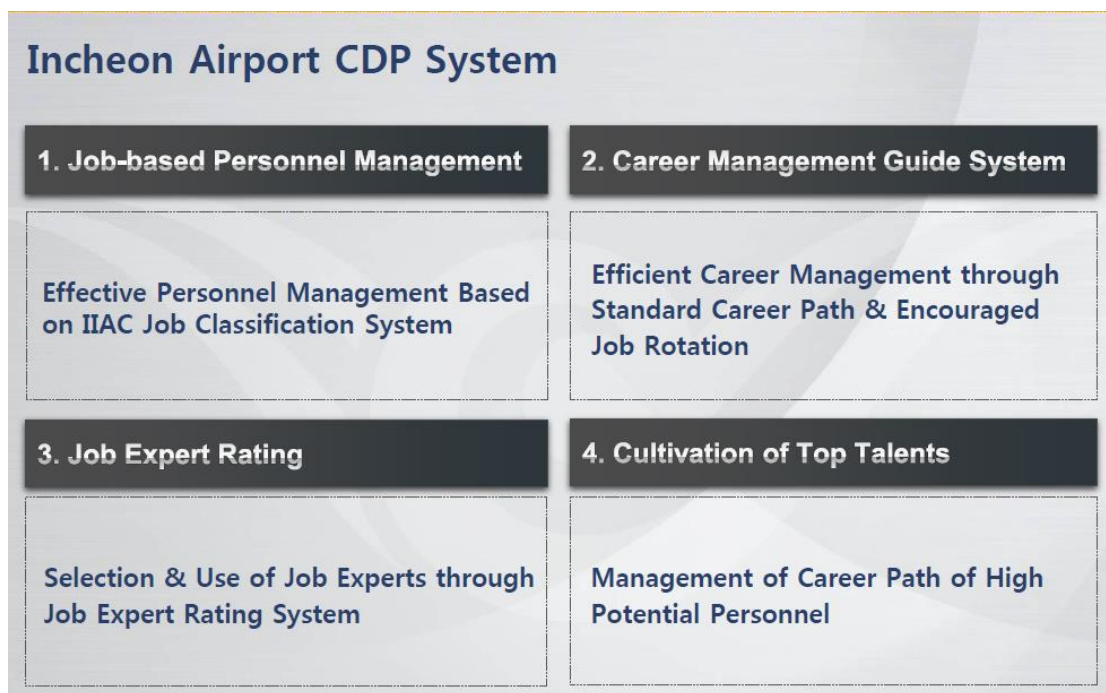 Incheon Airport CDP System
1. Job-based Personnel Management
Effective Personnel Management Based
on IIAC Job Classification System
2. Career Management Guide System
Efficient Career Management through
Standard Career Path & Encouraged
Job Rotation
3. Job Expert Rating
Selection & Use of Job Experts through
Job Expert Rating System
4. Cultivation of Top Talents
Management of Career Path of High
Potential Personnel